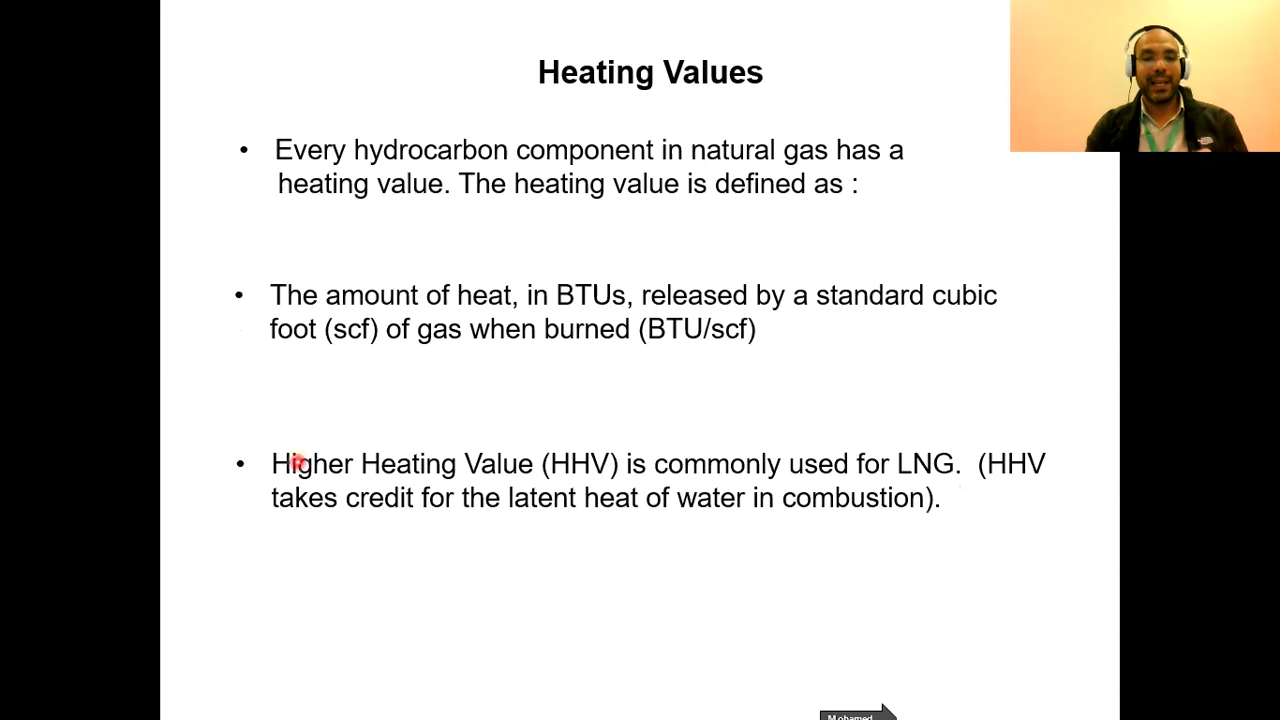 Heating Values
• Every hydrocarbon component in natural gas has a
heating value. The heating value is defined as :
• The amount of heat, in BTUs, released by a standard cubic
foot (scf) of gas when burned (BTU/scf)
• Higher Heating Value (HHV) is commonly used for LNG. (HHV
takes credit for the latent heat of water in combustion).
Mohamed